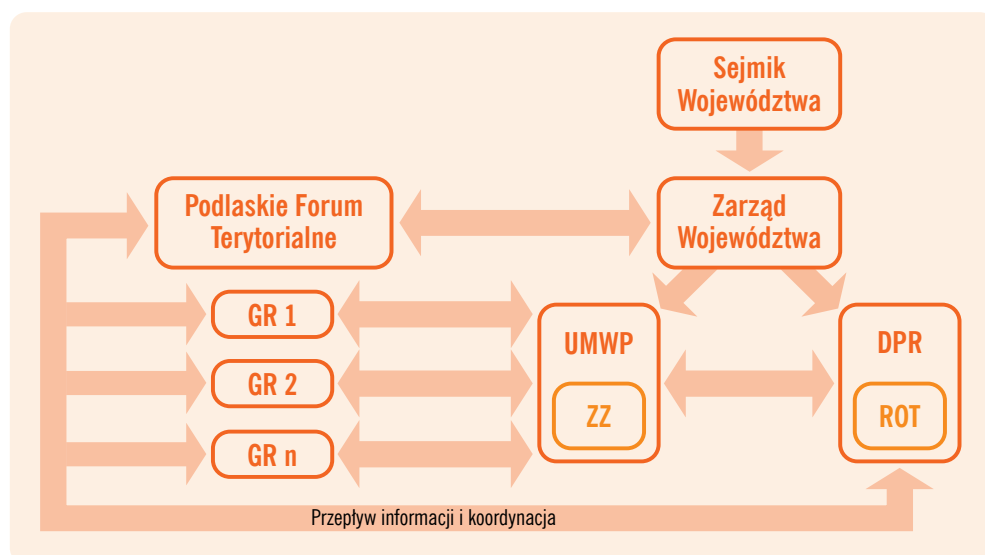 Sejmik
Województwa
Podlaskie Forum
Terytorialne
Zarząd
Województwa
GR 1
GR 2
GR n
UMWP
ZZ
DPR
ROT
Przepływ informacji i koordynacja